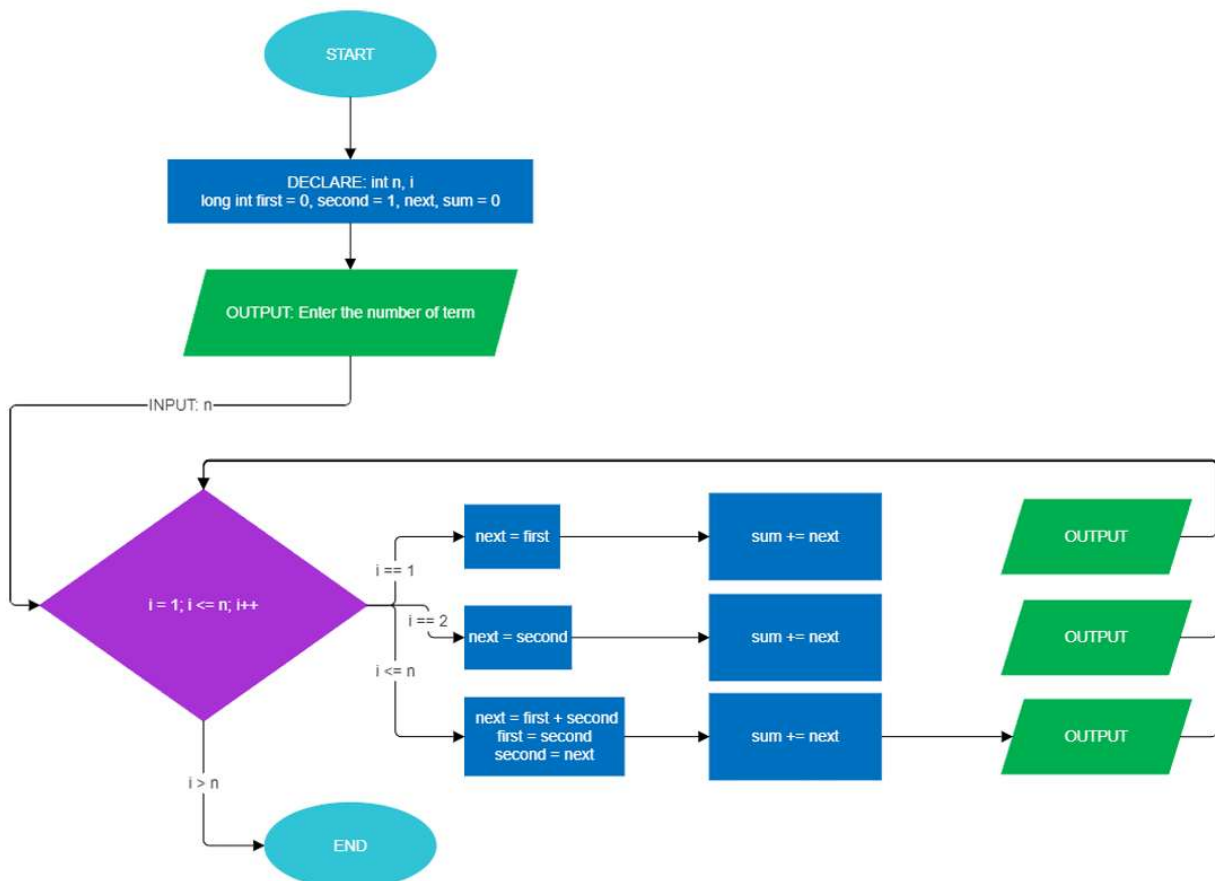 START
DECLARE: int n, i
long int first = 0, second = 1, next, sum = 0
OUTPUT: Enter the number of term
INPUT: n
i = 1; i <= n; i++
i == 1
next = first
sum += next
OUTPUT
i == 2
next = second
sum += next
OUTPUT
i <= n
next = first + second
first = second
second = next
sum += next
OUTPUT
i > n
END